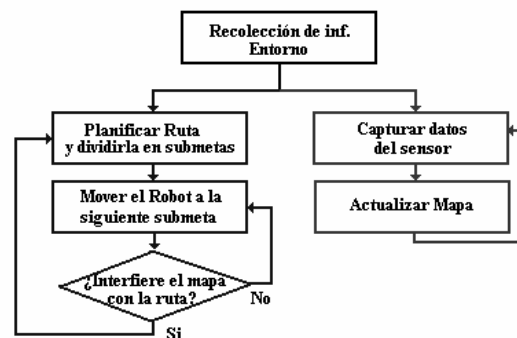 Recolección de inf.
Entorno
Planificar Ruta
y dividirla en submetas
Mover el Robot a la
siguiente submeta
¿Interfiere el mapa
con la ruta?
No
Si
Capturar datos
del sensor
Actualizar Mapa